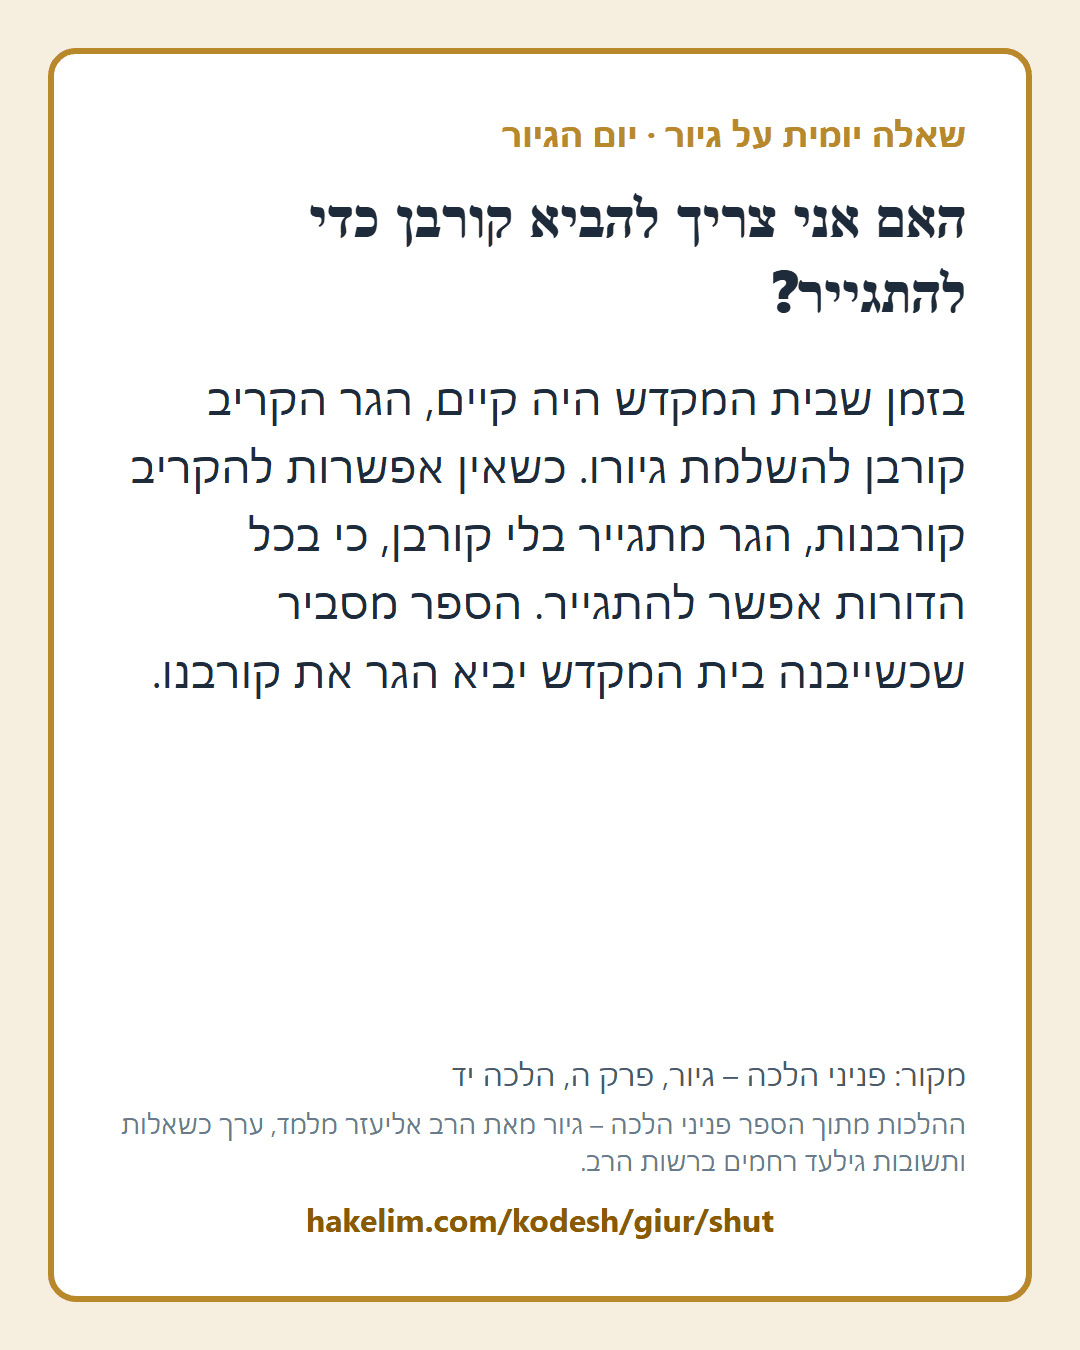 שאלה יומית על גיור · יום הגיור
האם אני צריך להביא קורבן כדי
להתגייר?
בזמן שבית המקדש היה קיים, הגר הקריב
קורבן להשלמת גיורו. כשאין אפשרות להקריב
קורבנות, הגר מתגייר בלי קורבן, כי בכל
הדורות אפשר להתגייר. הספר מסביר
שכשייבנה בית המקדש יביא הגר את קורבנו.
מקור: פניני הלכה – גיור, פרק ה, הלכה יד
ההלכות מתוך הספר פניני הלכה – גיור מאת הרב אליעזר מלמד, ערך כשאלות
ותשובות גילעד רחמים ברשות הרב.
hakelim.com/kodesh/giur/shut